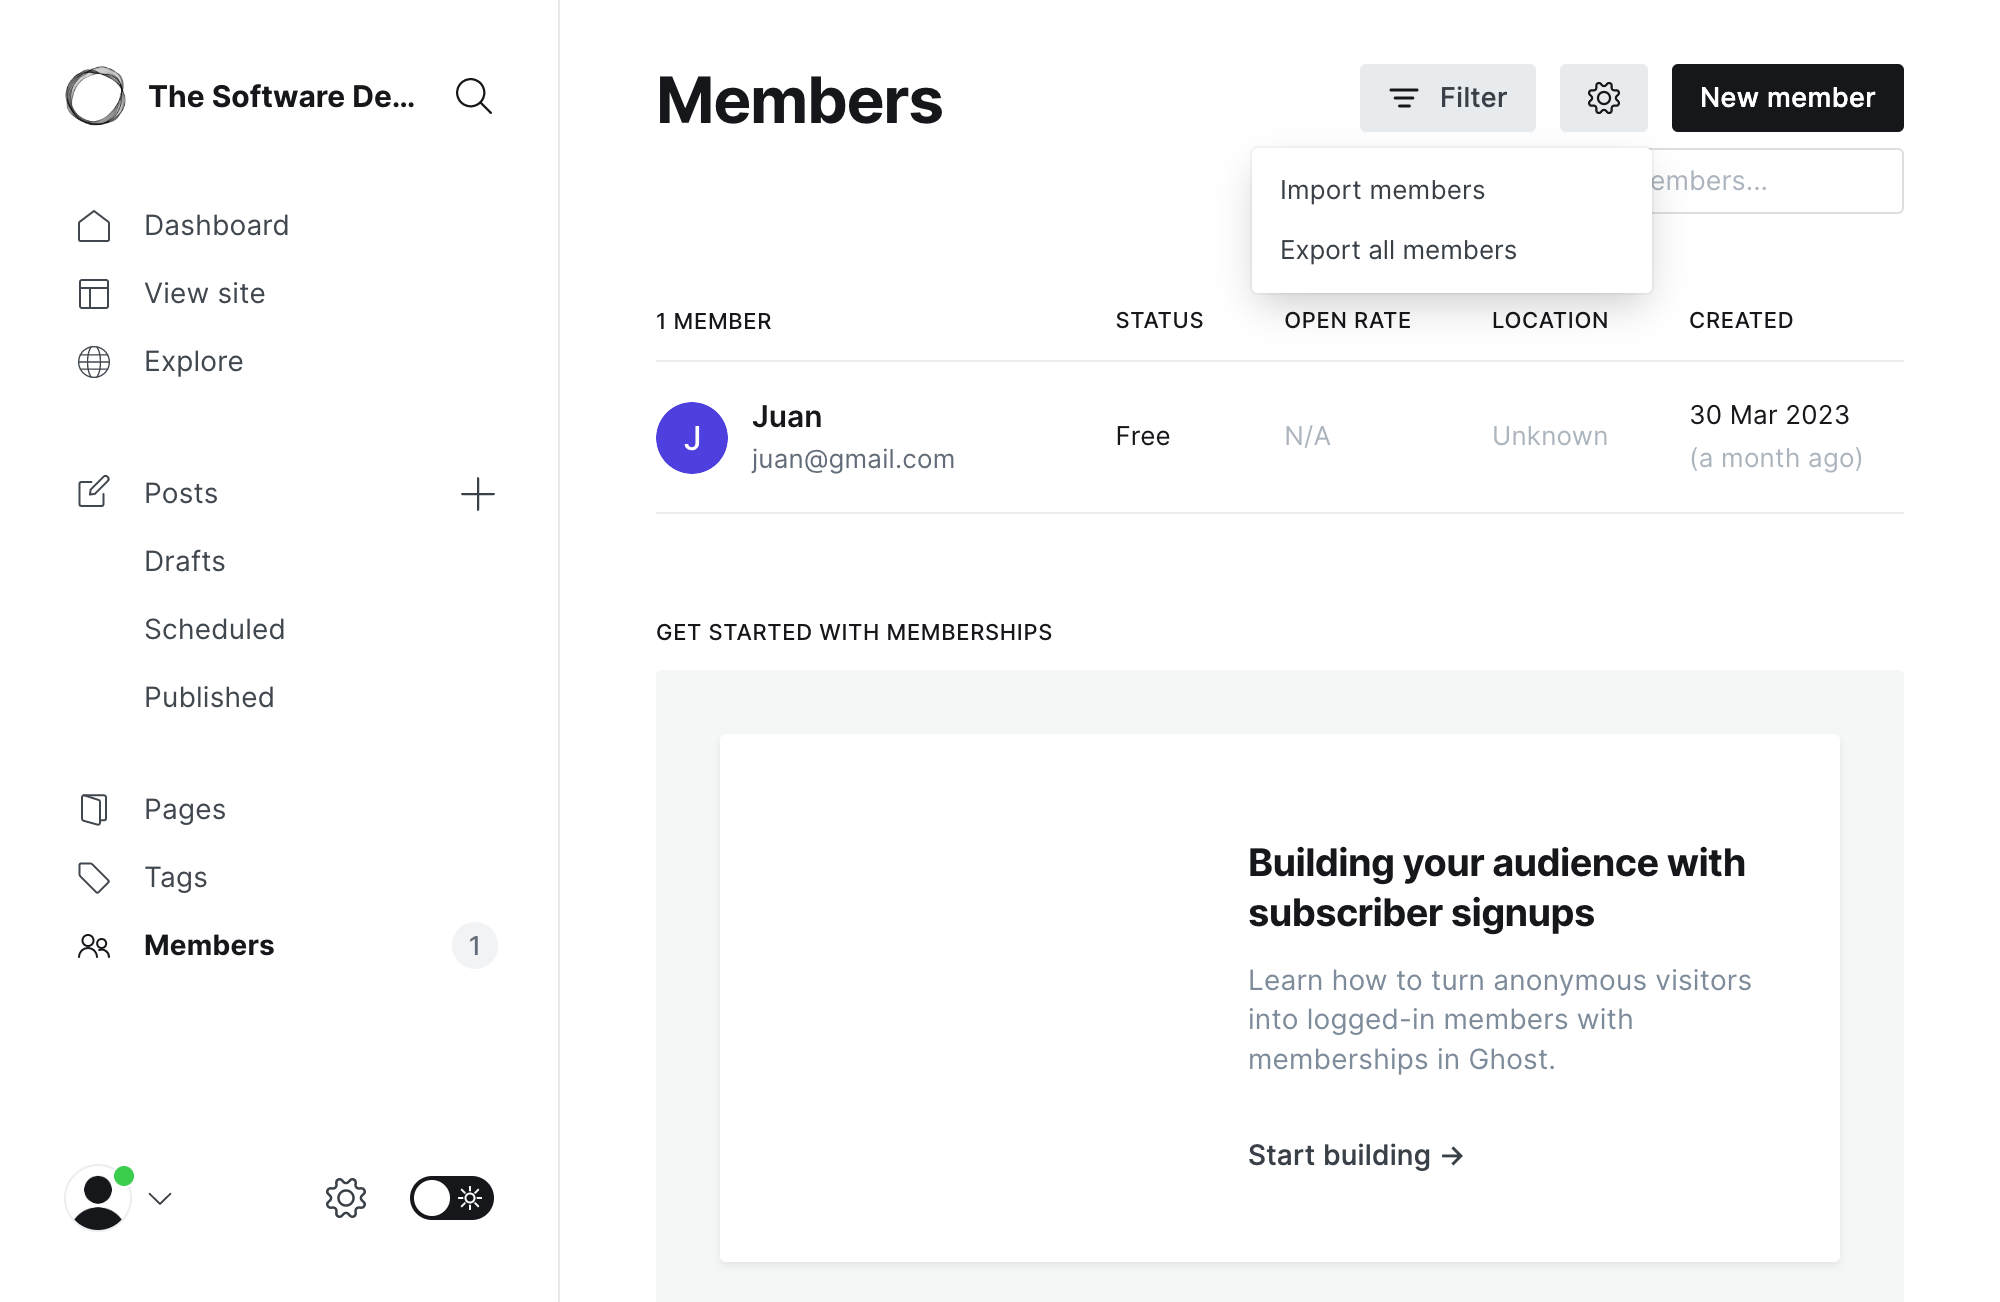 The Software De...
Dashboard
View site
Explore
Posts
Drafts
Scheduled
Published
Pages
Tags
Members
1
Members
Filter
New member
Import members
Export all members
embers...
1 MEMBER
STATUS
OPEN RATE
LOCATION
CREATED
J
Juan
juan@gmail.com
Free
N/A
Unknown
30 Mar 2023
(a month ago)
GET STARTED WITH MEMBERSHIPS
Building your audience with
subscriber signups
Learn how to turn anonymous visitors
into logged-in members with
memberships in Ghost.
Start building →